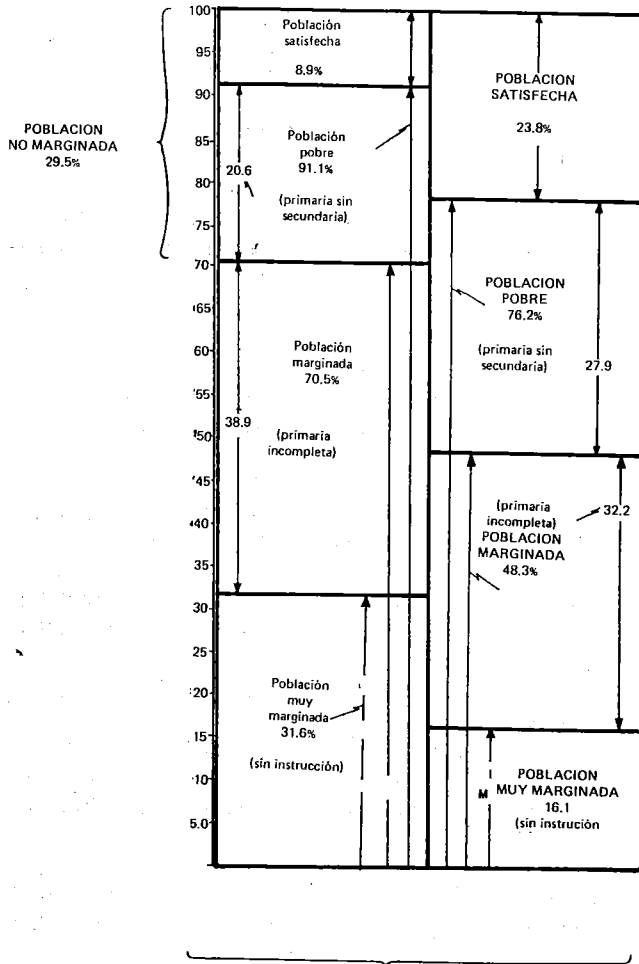 POBLACION
NO MARGINADA
29.5%
100
95
90
85
80
75
70
65
60
55
50
45
40
35
30
25
20
15
10
5.0
Población
satisfecha
8.9%
20.6
Población
pobre
91.1%
(primaria sin
secundaria)
38.9
Población
marginada
70.5%
(primaria
incompleta)
Población
muy
marginada
31.6%
(sin instrucción)
POBLACION
SATISFECHA
23.8%
POBLACION
POBRE
76.2%
(primaria sin
secundaria)
27.9
(primaria
incompleta)
32.2
POBLACION
MARGINADA
48.3%
M
POBLACION
MUY MARGINADA
16.1
(sin instrución